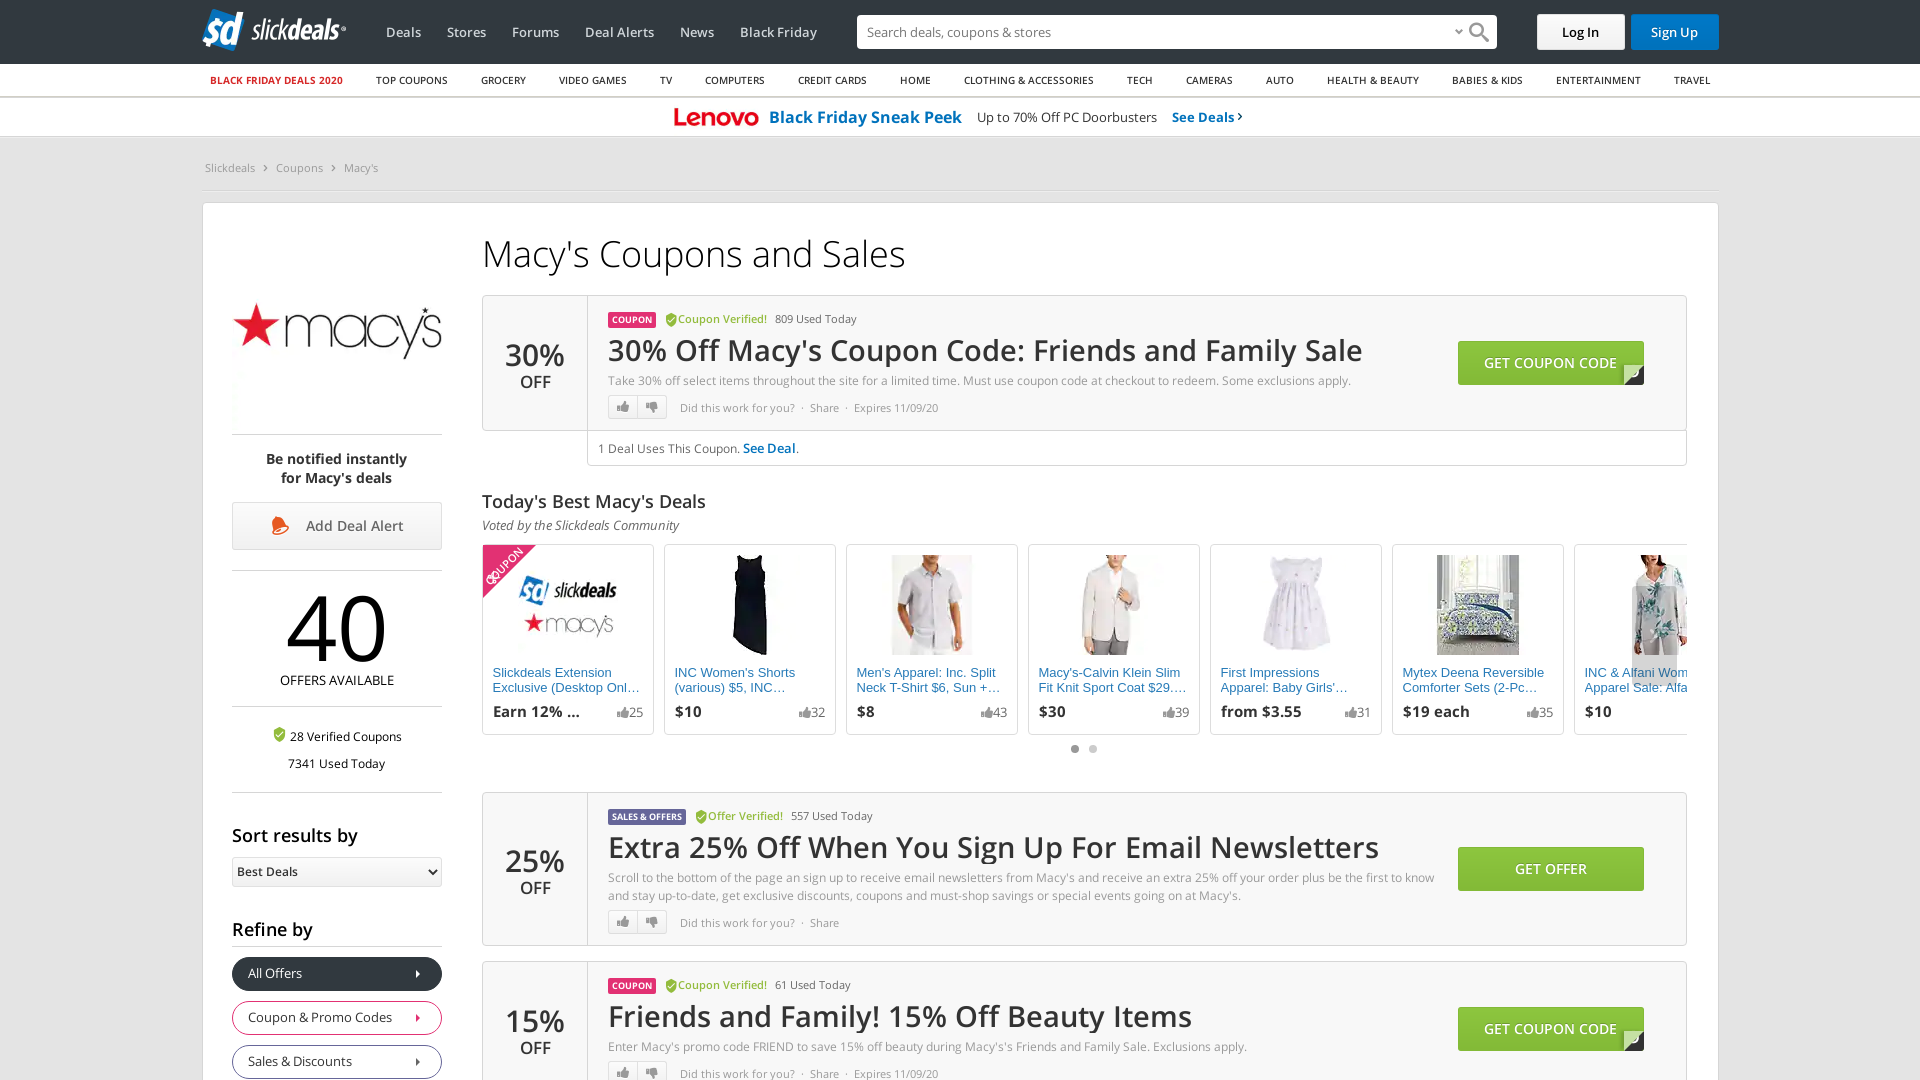 slickdeals
Deals
Stores
Forums
Deal Alerts
News
Black Friday
Search deals, coupons & stores
Log In
Sign Up
BLACK FRIDAY DEALS 2020
TOP COUPONS
GROCERY
VIDEO GAMES
TV
COMPUTERS
CREDIT CARDS
HOME
CLOTHING & ACCESSORIES
TECH
CAMERAS
AUTO
HEALTH & BEAUTY
BABIES & KIDS
ENTERTAINMENT
TRAVEL
Lenovo Black Friday Sneak Peek Up to 70% Off PC Doorbusters See Deals
Slickdeals > Coupons > Macy's
macy's
Be notified instantly
for Macy's deals
Add Deal Alert
40
OFFERS AVAILABLE
28 Verified Coupons
7341 Used Today
Sort results by
Best Deals
Refine by
All Offers
Coupon & Promo Codes
Sales & Discounts
Macy's Coupons and Sales
30%
OFF
COUPON Coupon Verified! 809 Used Today
30% Off Macy's Coupon Code: Friends and Family Sale
Take 30% off select items throughout the site for a limited time. Must use coupon code at checkout to redeem. Some exclusions apply.
Did this work for you? · Share · Expires 11/09/20
GET COUPON CODE
1 Deal Uses This Coupon. See Deal.
Today's Best Macy's Deals
Voted by the Slickdeals Community
COUPON
slickdeals
macy's
Slickdeals Extension
Exclusive (Desktop Onl...
Earn 12% ... 25
INC Women's Shorts
(various) $5, INC...
$10 32
Men's Apparel: Inc. Split
Neck T-Shirt $6, Sun +...
$8 43
Macy's-Calvin Klein Slim
Fit Knit Sport Coat $29....
$30 39
First Impressions
Apparel: Baby Girls'...
from $3.55 31
Mytex Deena Reversible
Comforter Sets (2-Pc...
$19 each 35
INC & Alfani Wom
Apparel Sale: Alfa
$10
25%
OFF
SALES & OFFERS Offer Verified! 557 Used Today
Extra 25% Off When You Sign Up For Email Newsletters
Scroll to the bottom of the page an sign up to receive email newsletters from Macy's and receive an extra 25% off your order plus be the first to know
and stay up-to-date, get exclusive discounts, coupons and must-shop savings or special events going on at Macy's.
Did this work for you? · Share
GET OFFER
15%
OFF
COUPON Coupon Verified! 61 Used Today
Friends and Family! 15% Off Beauty Items
Enter Macy's promo code FRIEND to save 15% off beauty during Macy's's Friends and Family Sale. Exclusions apply.
Did this work for you? · Share · Expires 11/09/20
GET COUPON CODE